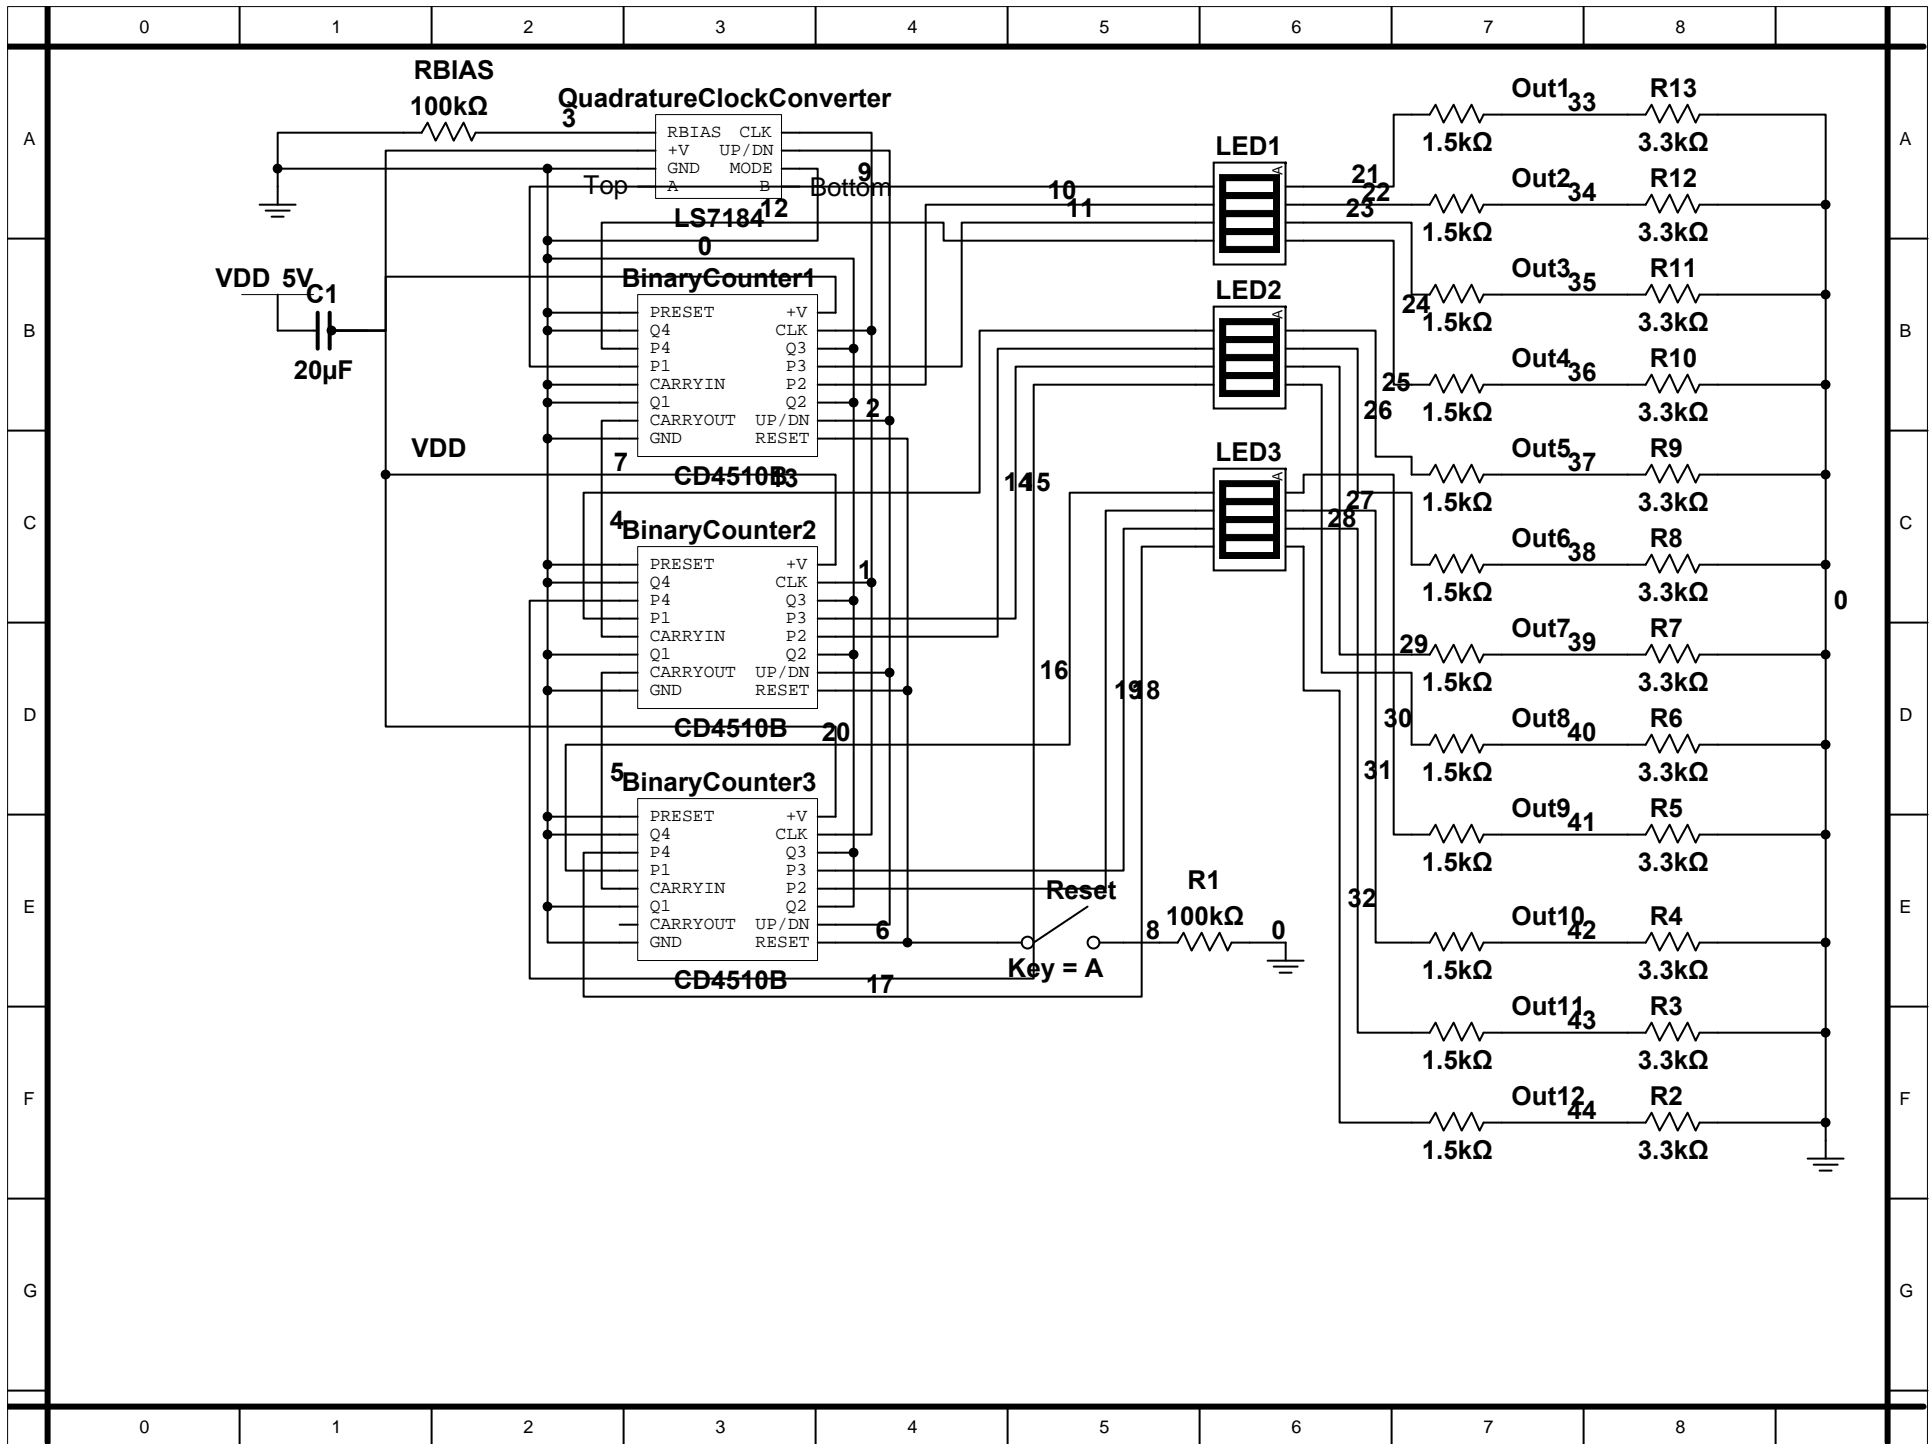 0 1 2 3 4 5 6 7 8
A A
B B
C C
D D
E E
F F
G G
0 1 2 3 4 5 6 7 8
RBIAS
100kΩ
3
QuadratureClockConverter
RBIAS CLK
+V UP/DN
GND MODE
A B
Top
Bottom
LS7184
9
12
0
10
11
VDD 5V
C1
20µF
VDD
BinaryCounter1
PRESET +V
Q4 CLK
P4 Q3
P1 P3
CARRYIN P2
Q1 Q2
CARRYOUT UP/DN
GND RESET
CD4510B
2
7
13
14
15
4
BinaryCounter2
PRESET +V
Q4 CLK
P4 Q3
P1 P3
CARRYIN P2
Q1 Q2
CARRYOUT UP/DN
GND RESET
CD4510B
1
16
19
18
20
5
BinaryCounter3
PRESET +V
Q4 CLK
P4 Q3
P1 P3
CARRYIN P2
Q1 Q2
CARRYOUT UP/DN
GND RESET
CD4510B
6
17
Reset
Key = A
8
R1
100kΩ
0
LED1
A
LED2
A
LED3
A
21
22
23
24
25
26
27
28
29
30
31
32
Out1 33 R13
1.5kΩ 3.3kΩ
Out2 34 R12
1.5kΩ 3.3kΩ
Out3 35 R11
1.5kΩ 3.3kΩ
Out4 36 R10
1.5kΩ 3.3kΩ
Out5 37 R9
1.5kΩ 3.3kΩ
Out6 38 R8
1.5kΩ 3.3kΩ
0
Out7 39 R7
1.5kΩ 3.3kΩ
Out8 40 R6
1.5kΩ 3.3kΩ
Out9 41 R5
1.5kΩ 3.3kΩ
Out10 42 R4
1.5kΩ 3.3kΩ
Out11 43 R3
1.5kΩ 3.3kΩ
Out12 44 R2
1.5kΩ 3.3kΩ